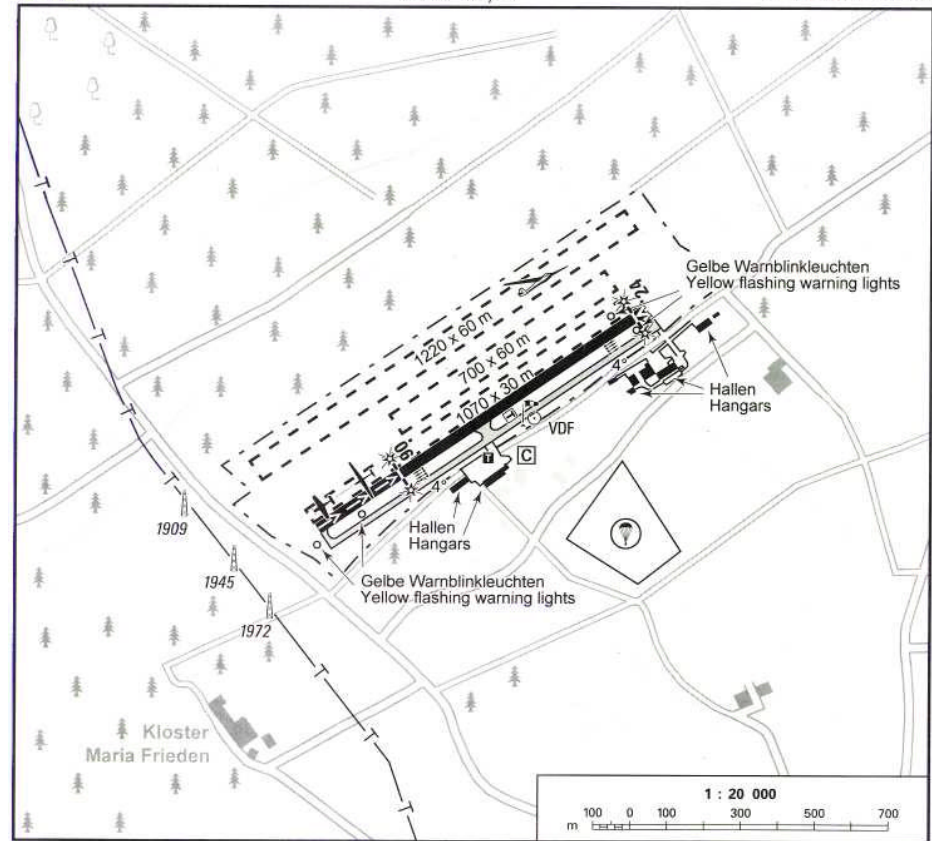 Gelbe Warnblinkleuchten
Yellow flashing warning lights
24
1220 x 60 m
700 x 60 m
1070 x 30 m
4
Hallen
Hangars
VDF
06
T
C
4
Hallen
Hangars
1909
Gelbe Warnblinkleuchten
Yellow flashing warning lights
1945
1972
Kloster
Maria Frieden
1 : 20 000
m 100 0 100 300 500 700